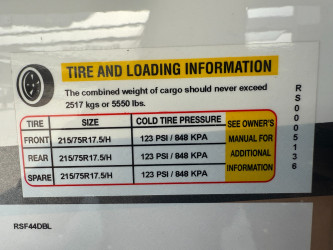 TIRE AND LOADING INFORMATION
The combined weight of cargo should never exceed
2517 kgs or 5550 lbs.
TIRE SIZE COLD TIRE PRESSURE
FRONT 215/75R17.5/H 123 PSI / 848 KPA
REAR 215/75R17.5/H 123 PSI / 848 KPA
SPARE 215/75R17.5/H 123 PSI / 848 KPA
SEE OWNER'S
MANUAL FOR
ADDITIONAL
INFORMATION
RS0005136
RSF44DBL